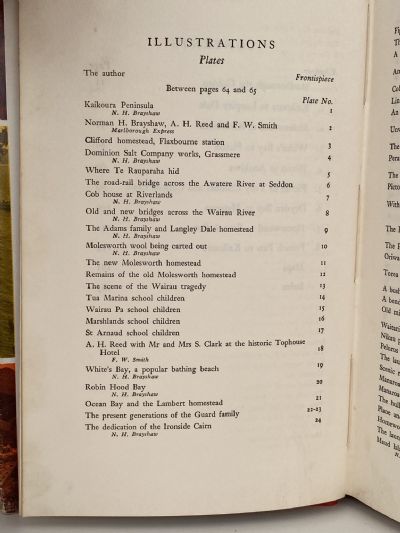 ILLUSTRATIONS
Plates
The author Frontispiece
Between pages 64 and 65
Plate No.
Kaikoura Peninsula 1
N. H. Brayshaw
Norman H. Brayshaw, A. H. Reed and F. W. Smith 2
Marlborough Express
Clifford homestead, Flaxbourne station 3
Dominion Salt Company works, Grassmere 4
Where Te Rauparaha hid 5
The road-rail bridge across the Awatere River at Seddon 6
Cob house at Riverlands 7
N. H. Brayshaw
Old and new bridges across the Wairau River 8
N. H. Brayshaw
The Adams family and Langley Dale homestead 9
N. H. Brayshaw
Molesworth wool being carted out 10
N. H. Brayshaw
The new Molesworth homestead 11
Remains of the old Molesworth homestead 12
The scene of the Wairau tragedy 13
Tua Marina school children 14
Wairau Pa school children 15
Marshlands school children 16
St Arnaud school children 17
A. H. Reed with Mr and Mrs S. Clark at the historic Tophouse
Hotel 18
F. W. Smith
White's Bay, a popular bathing beach 19
N. H. Brayshaw
Robin Hood Bay 20
N. H. Brayshaw
Ocean Bay and the Lambert homestead 21
The present generations of the Guard family 22-23
The dedication of the Ironside Cairn 24
N. H. Brayshaw